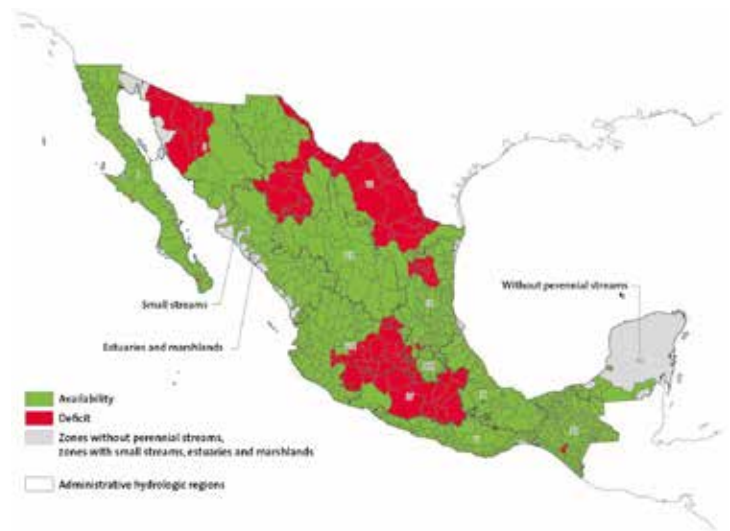 Without perennial streams
Small streams
Estuaries and marshlands
Availability
Deficit
Zones without perennial streams,
zones with small streams, estuaries and marshlands
Administrative hydrologic regions